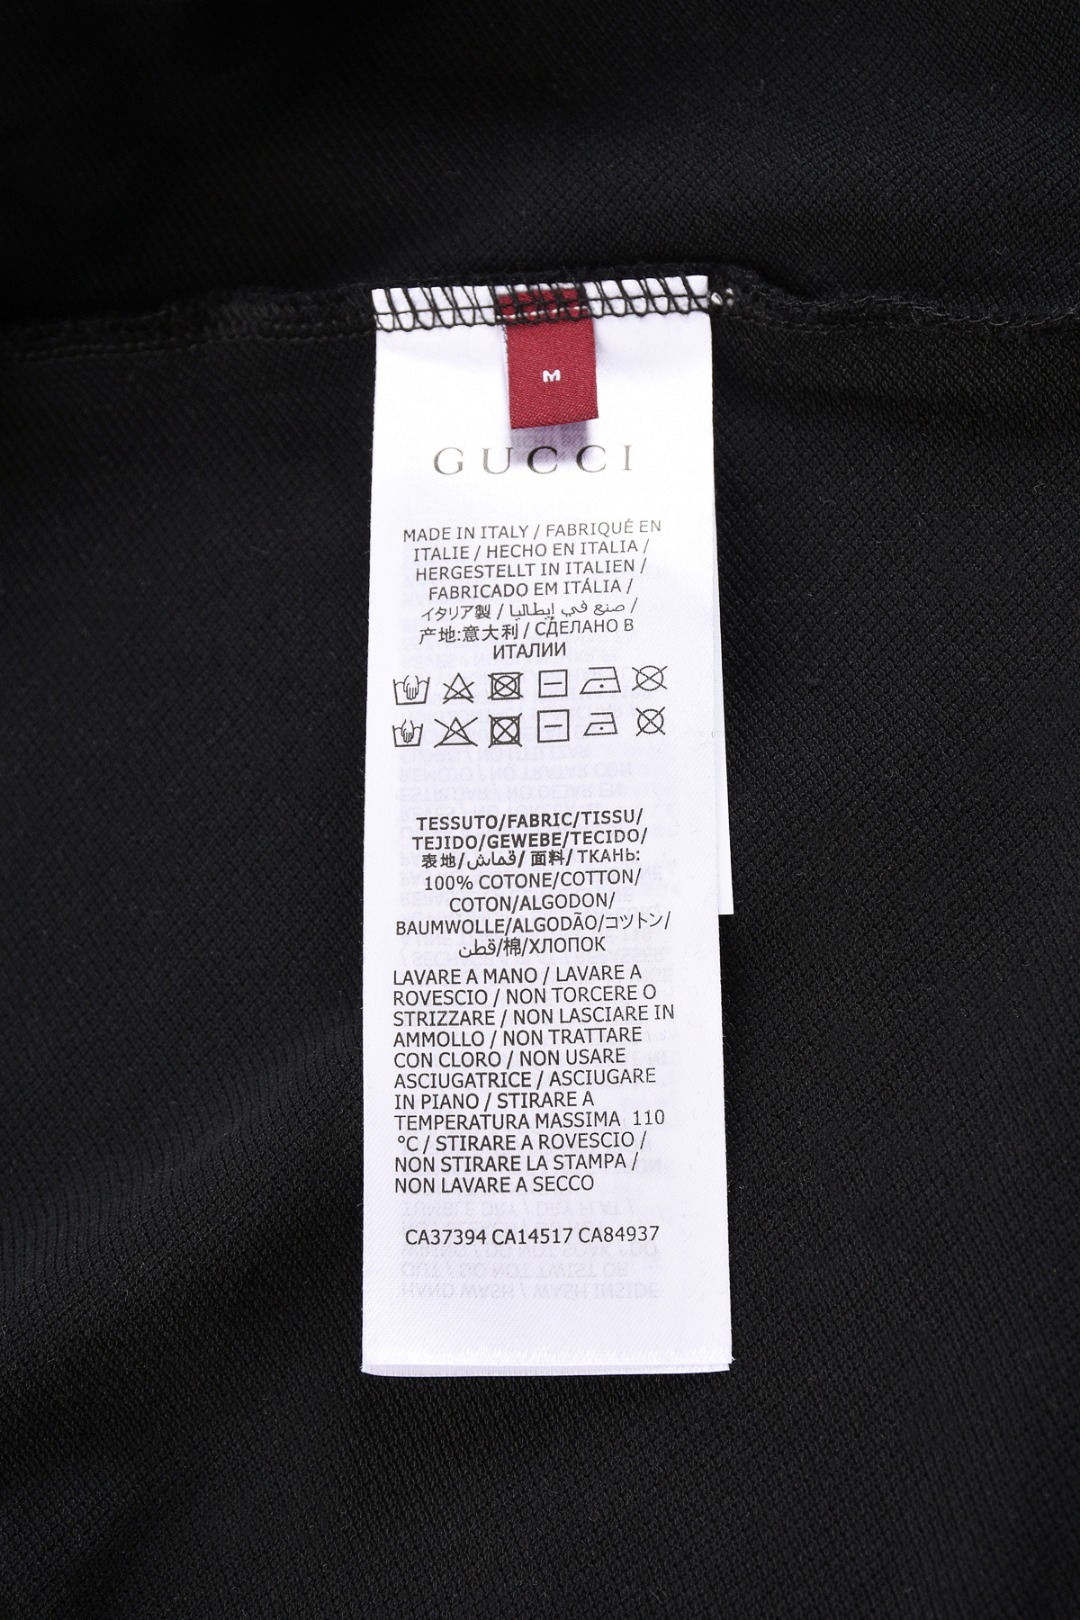 M
GUCCI
MADE IN ITALY / FABRIQUÉ EN
ITALIE / HECHO EN ITALIA /
HERGESTELLT IN ITALIEN /
FABRICADO EM ITÁLIA /
イタリア製 / صنع في إيطاليا /
产地:意大利 / СДЕЛАНО В
ИТАЛИИ
TESSUTO/FABRIC/TISSU/
TEJIDO/GEWEBE/TECIDO/
表地/قماش/ 面料/ ТКАНЬ:
100% COTONE/COTTON/
COTON/ALGODON/
BAUMWOLLE/ALGODÃO/コットン/
قطن/棉/ХЛОПОК
LAVARE A MANO / LAVARE A
ROVESCIO / NON TORCERE O
STRIZZARE / NON LASCIARE IN
AMMOLLO / NON TRATTARE
CON CLORO / NON USARE
ASCIUGATRICE / ASCIUGARE
IN PIANO / STIRARE A
TEMPERATURA MASSIMA 110
°C / STIRARE A ROVESCIO /
NON STIRARE LA STAMPA /
NON LAVARE A SECCO
CA37394 CA14517 CA84937